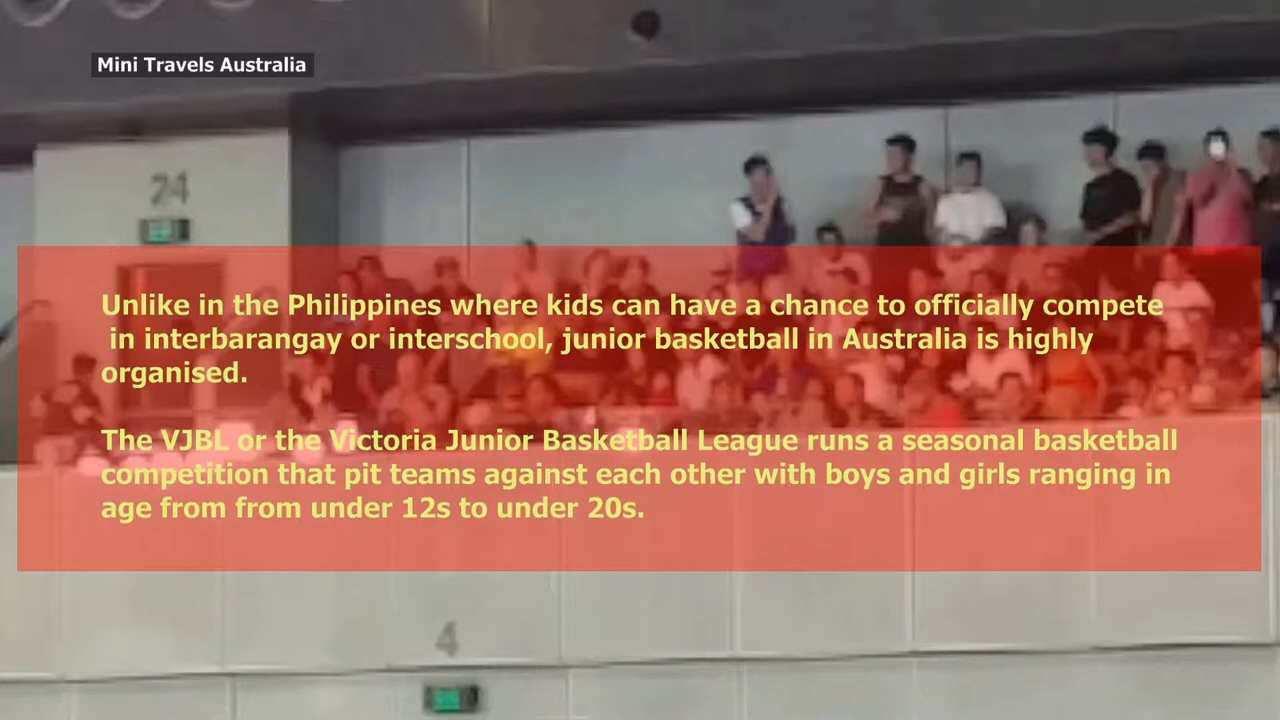 Mini Travels Australia
24
Unlike in the Philippines where kids can have a chance to officially compete
in interbarangay or interschool, junior basketball in Australia is highly
organised.
The VJBL or the Victoria Junior Basketball League runs a seasonal basketball
competition that pit teams against each other with boys and girls ranging in
age from from under 12s to under 20s.
4